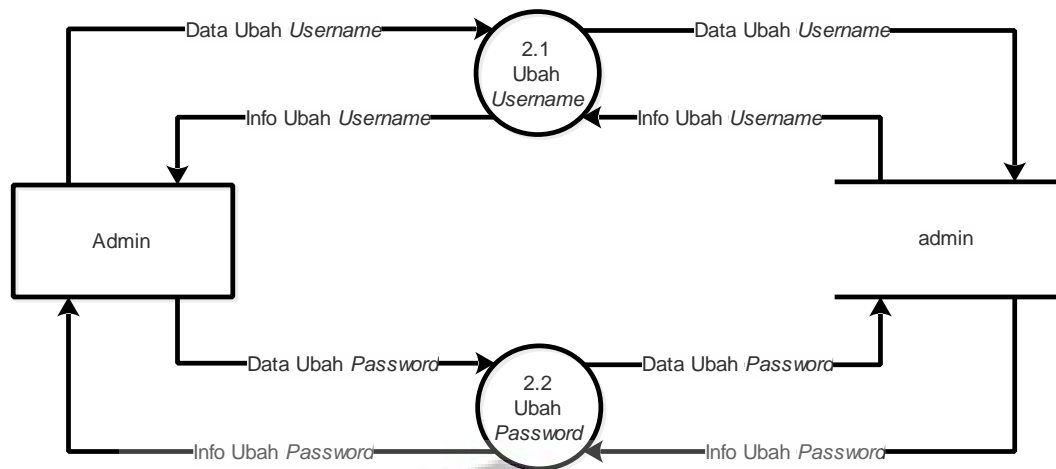 Data Ubah Username
Data Ubah Username
2.1
Ubah
Username
Info Ubah Username
Info Ubah Username
Admin
admin
Data Ubah Password
Data Ubah Password
2.2
Ubah
Password
Info Ubah Password
Info Ubah Password